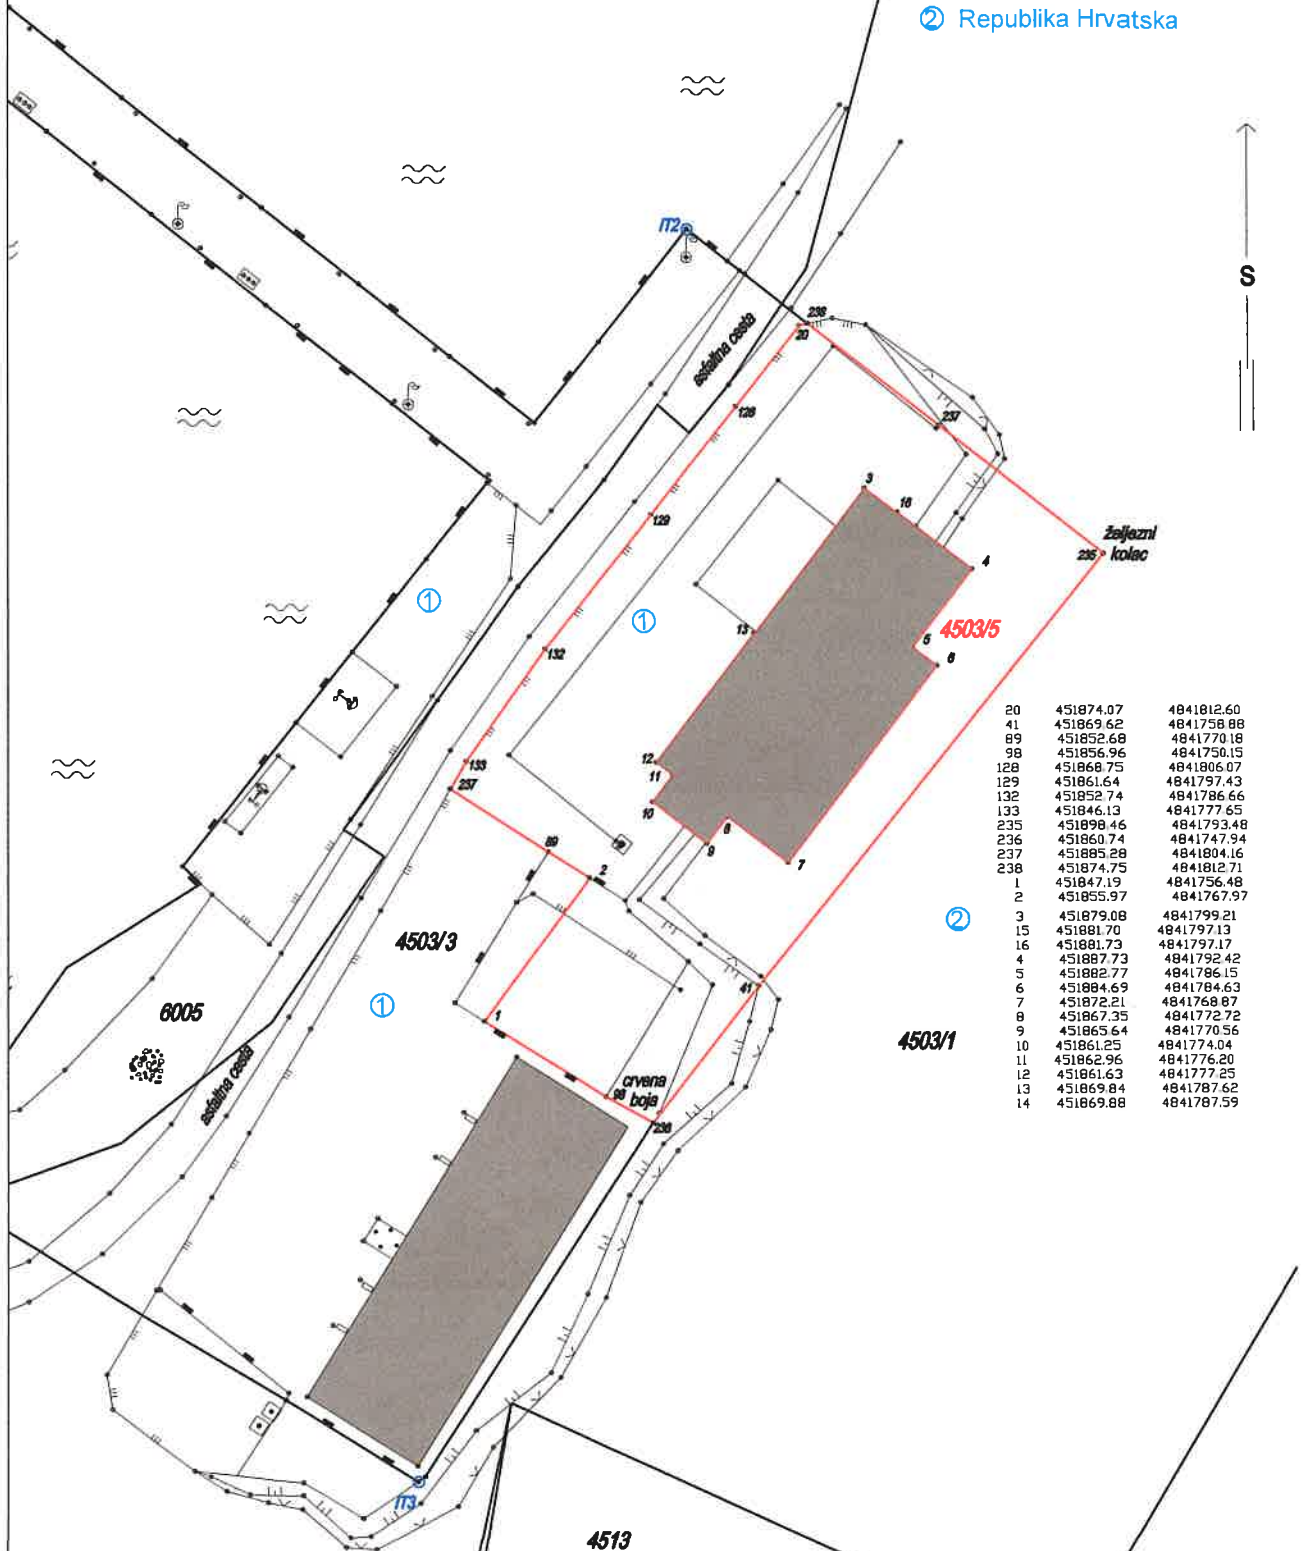 ② Republika Hrvatska
IT2
S
238
20
asfaltna cesta
128
237
3
16
129
željezni
kolac
235
4
①
①
13
4503/5
5
6
132
12
11
133
237
10
8
9
7
89
2
20 451874.07 4841812.60
41 451869.62 4841758.88
89 451852.68 4841770.18
98 451856.96 4841750.15
128 451868.75 4841806.07
129 451861.64 4841797.43
132 451852.74 4841786.66
133 451846.13 4841777.65
235 451898.46 4841793.48
236 451860.74 4841747.94
237 451885.28 4841804.16
238 451874.75 4841812.71
1 451847.19 4841756.48
2 451855.97 4841767.97
3 451879.08 4841799.21
15 451881.70 4841797.13
16 451881.73 4841797.17
4 451887.73 4841792.42
5 451882.77 4841786.15
6 451884.69 4841784.63
7 451872.21 4841768.87
8 451867.35 4841772.72
9 451865.64 4841770.56
10 451861.25 4841774.04
11 451862.96 4841776.20
12 451861.63 4841777.25
13 451869.84 4841787.62
14 451869.88 4841787.59
②
4503/3
41
①
6005
1
4503/1
asfaltna cesta
crvena
boja
98
236
IT3
4513